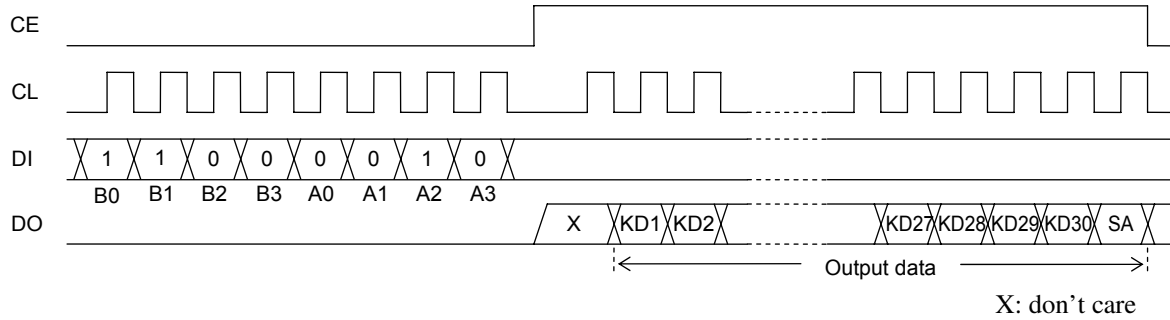 CE
CL
DI 1 1 0 0 0 0 1 0
B0 B1 B2 B3 A0 A1 A2 A3
DO X KD1 KD2 KD27 KD28 KD29 KD30 SA
Output data
X: don’t care